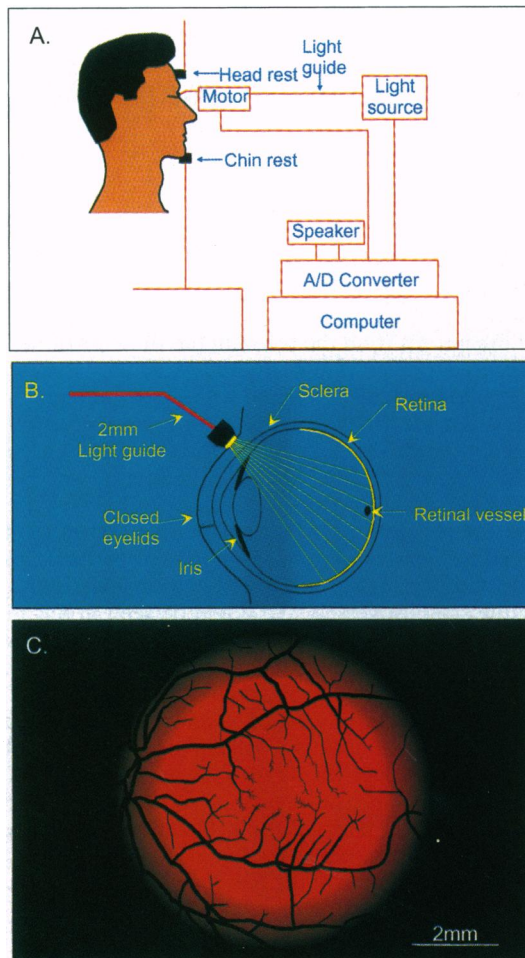 A.
Light
guide
Head rest
Motor
Light
source
Chin rest
Speaker
A/D Converter
Computer
B.
Sclera
Retina
2mm
Light guide
Closed
eyelids
Retinal vessel
Iris
C.
2mm